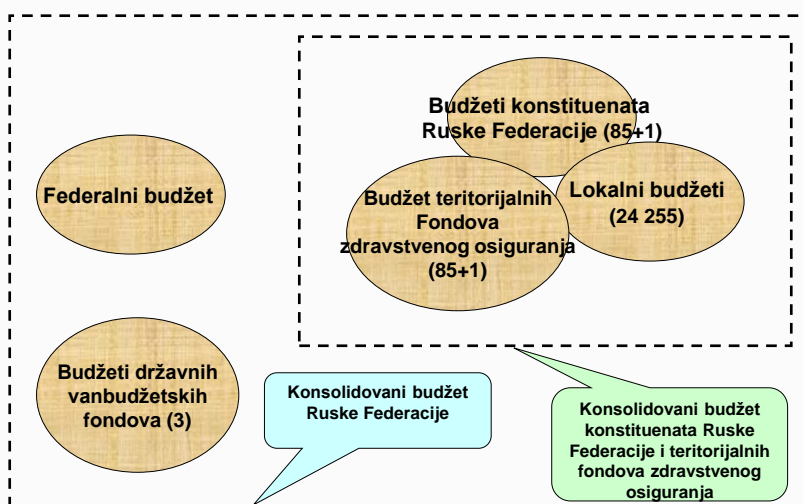 Budžeti konstituenata
Ruske Federacije (85+1)
Federalni budžet
Budžet teritorijalnih
Fondova
zdravstvenog osiguranja
(85+1)
Lokalni budžeti
(24 255)
Budžeti državnih
vanbudžetskih
fondova (3)
Konsolidovani budžet
Ruske Federacije
Konsolidovani budžet
konstituenata Ruske
Federacije i teritorijalnih
fondova zdravstvenog
osiguranja